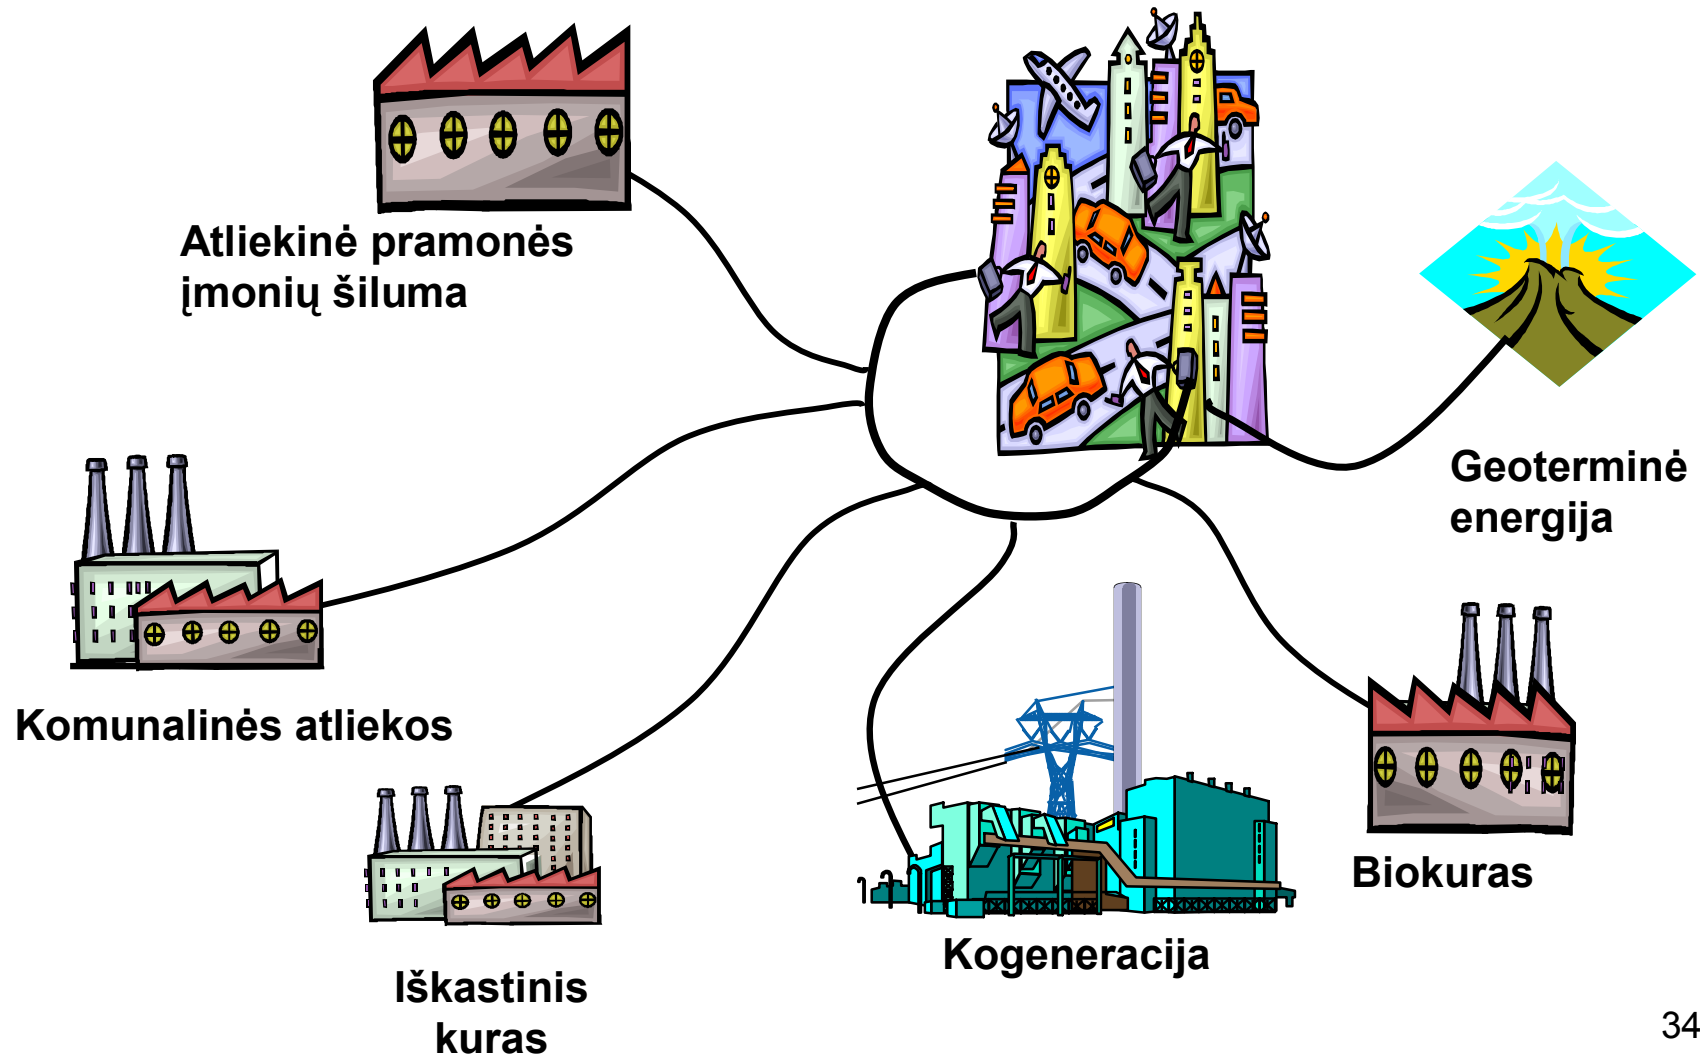 Atliekinė pramonės
įmonių šiluma
Geoterminė
energija
Komunalinės atliekos
Biokuras
Kogeneracija
Iškastinis
kuras
34